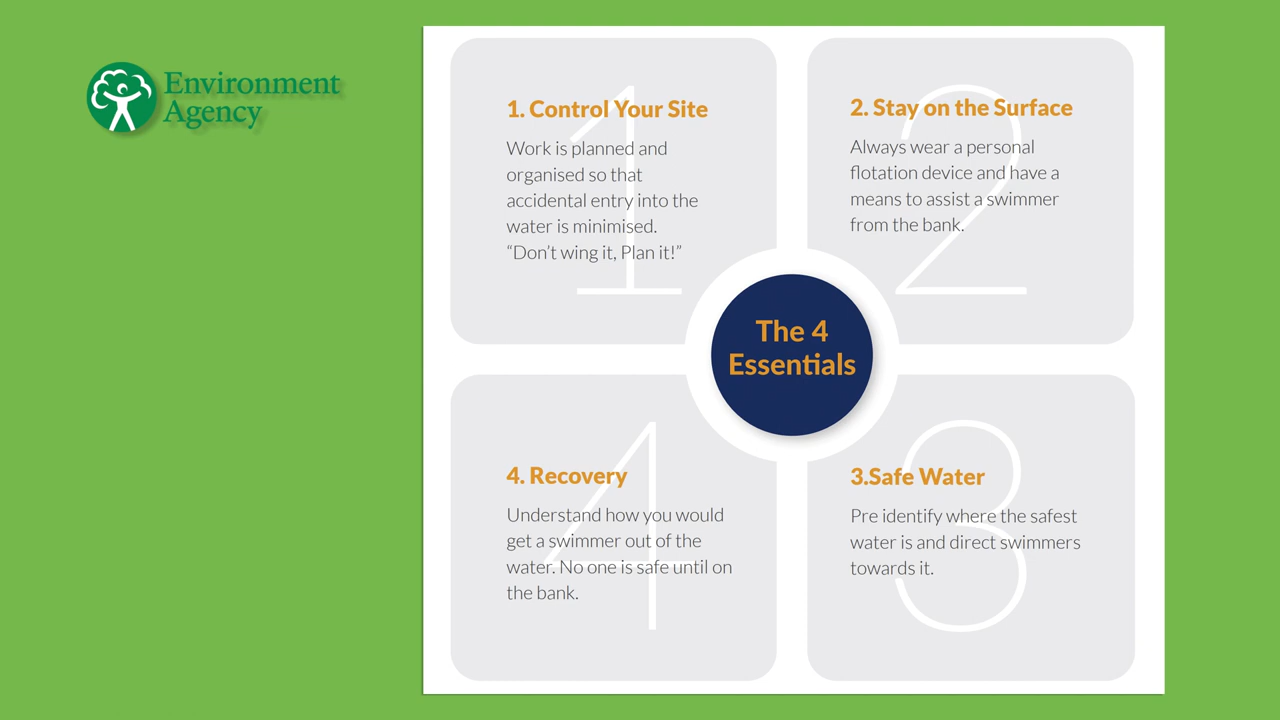 Environment
Agency
1. Control Your Site
Work is planned and
organised so that
accidental entry into the
water is minimised.
“Don’t wing it, Plan it!”
1
2. Stay on the Surface
Always wear a personal
flotation device and have a
means to assist a swimmer
from the bank.
2
The 4
Essentials
4. Recovery
Understand how you would
get a swimmer out of the
water. No one is safe until on
the bank.
4
3.Safe Water
Pre identify where the safest
water is and direct swimmers
towards it.
3